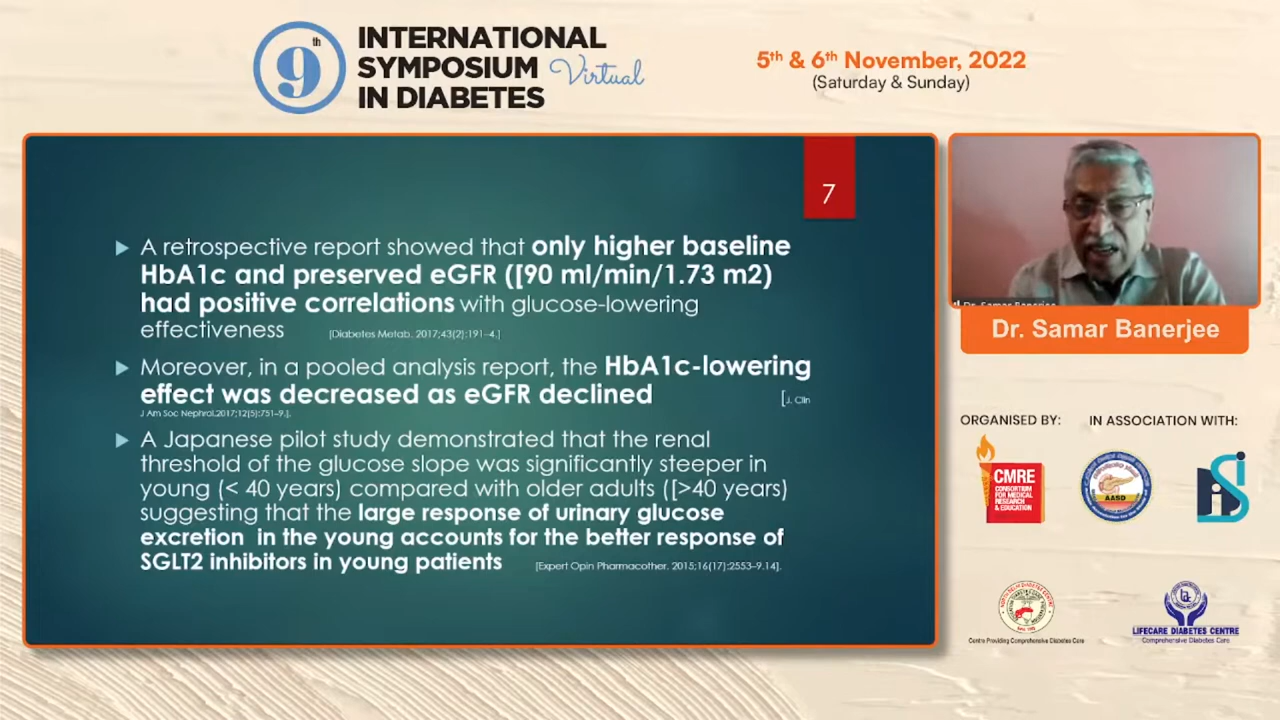 9th
INTERNATIONAL
SYMPOSIUM Virtual
IN DIABETES
5th & 6th November, 2022
(Saturday & Sunday)
7
A retrospective report showed that only higher baseline
HbA1c and preserved eGFR ([90 ml/min/1.73 m2)
had positive correlations with glucose-lowering
effectiveness [Diabetes Metab. 2017;43(2):191–4.]
Moreover, in a pooled analysis report, the HbA1c-lowering
effect was decreased as eGFR declined [J. Clin
J Am Soc Nephrol.2017;12(5):751–9.].
A Japanese pilot study demonstrated that the renal
threshold of the glucose slope was significantly steeper in
young (< 40 years) compared with older adults ([>40 years)
suggesting that the large response of urinary glucose
excretion in the young accounts for the better response of
SGLT2 inhibitors in young patients [Expert Opin Pharmacother. 2015;16(17):2553–9.14].
Dr. Samar Banerjee
Dr. Samar Banerjee
ORGANISED BY:
IN ASSOCIATION WITH:
CMRE
CONSORTIUM
FOR MEDICAL
RESEARCH
& EDUCATION
AASD
Centre Providing Comprehensive Diabetes Care
LIFECARE DIABETES CENTRE
Comprehensive Diabetes Care